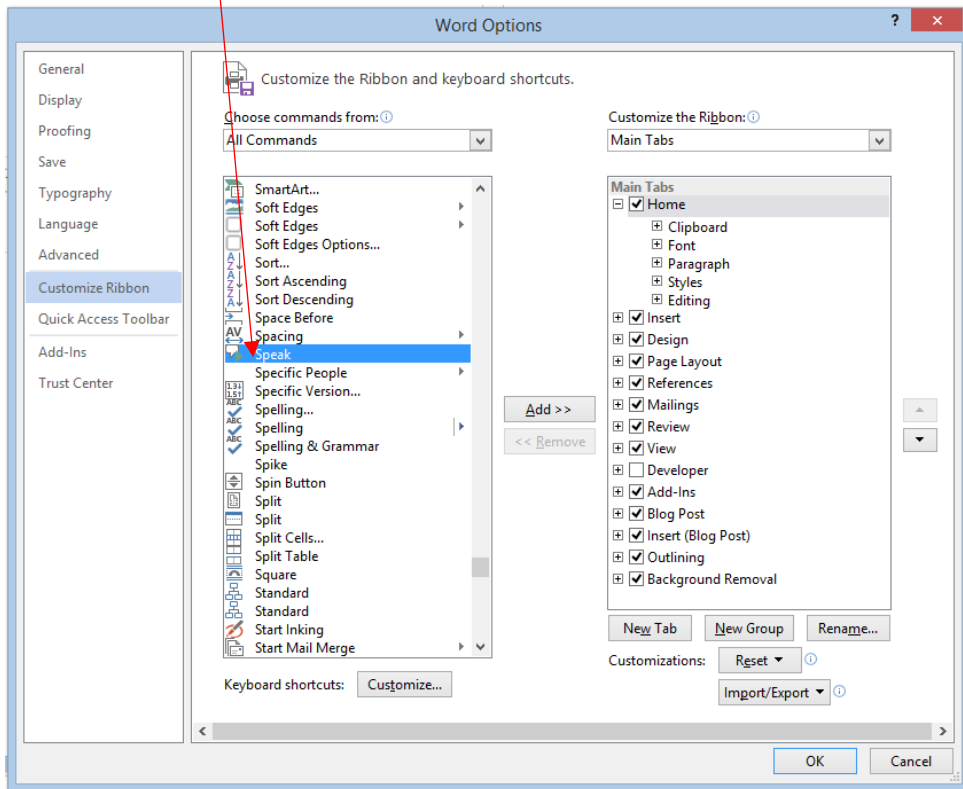 Word Options
?
General
Display
Proofing
Save
Typography
Language
Advanced
Customize Ribbon
Quick Access Toolbar
Add-Ins
Trust Center
Customize the Ribbon and keyboard shortcuts.
Choose commands from:
All Commands
SmartArt...
Soft Edges
Soft Edges
Soft Edges Options...
Sort...
Sort Ascending
Sort Descending
Space Before
Spacing
Speak
Specific People
Specific Version...
Spelling...
Spelling
Spelling & Grammar
Spike
Spin Button
Split
Split
Split Cells...
Split Table
Square
Standard
Standard
Start Inking
Start Mail Merge
Keyboard shortcuts: Customize...
Add >>
<< Remove
Customize the Ribbon:
Main Tabs
Main Tabs
Home
Clipboard
Font
Paragraph
Styles
Editing
Insert
Design
Page Layout
References
Mailings
Review
View
Developer
Add-Ins
Blog Post
Insert (Blog Post)
Outlining
Background Removal
New Tab New Group Rename...
Customizations: Reset
Import/Export
OK Cancel